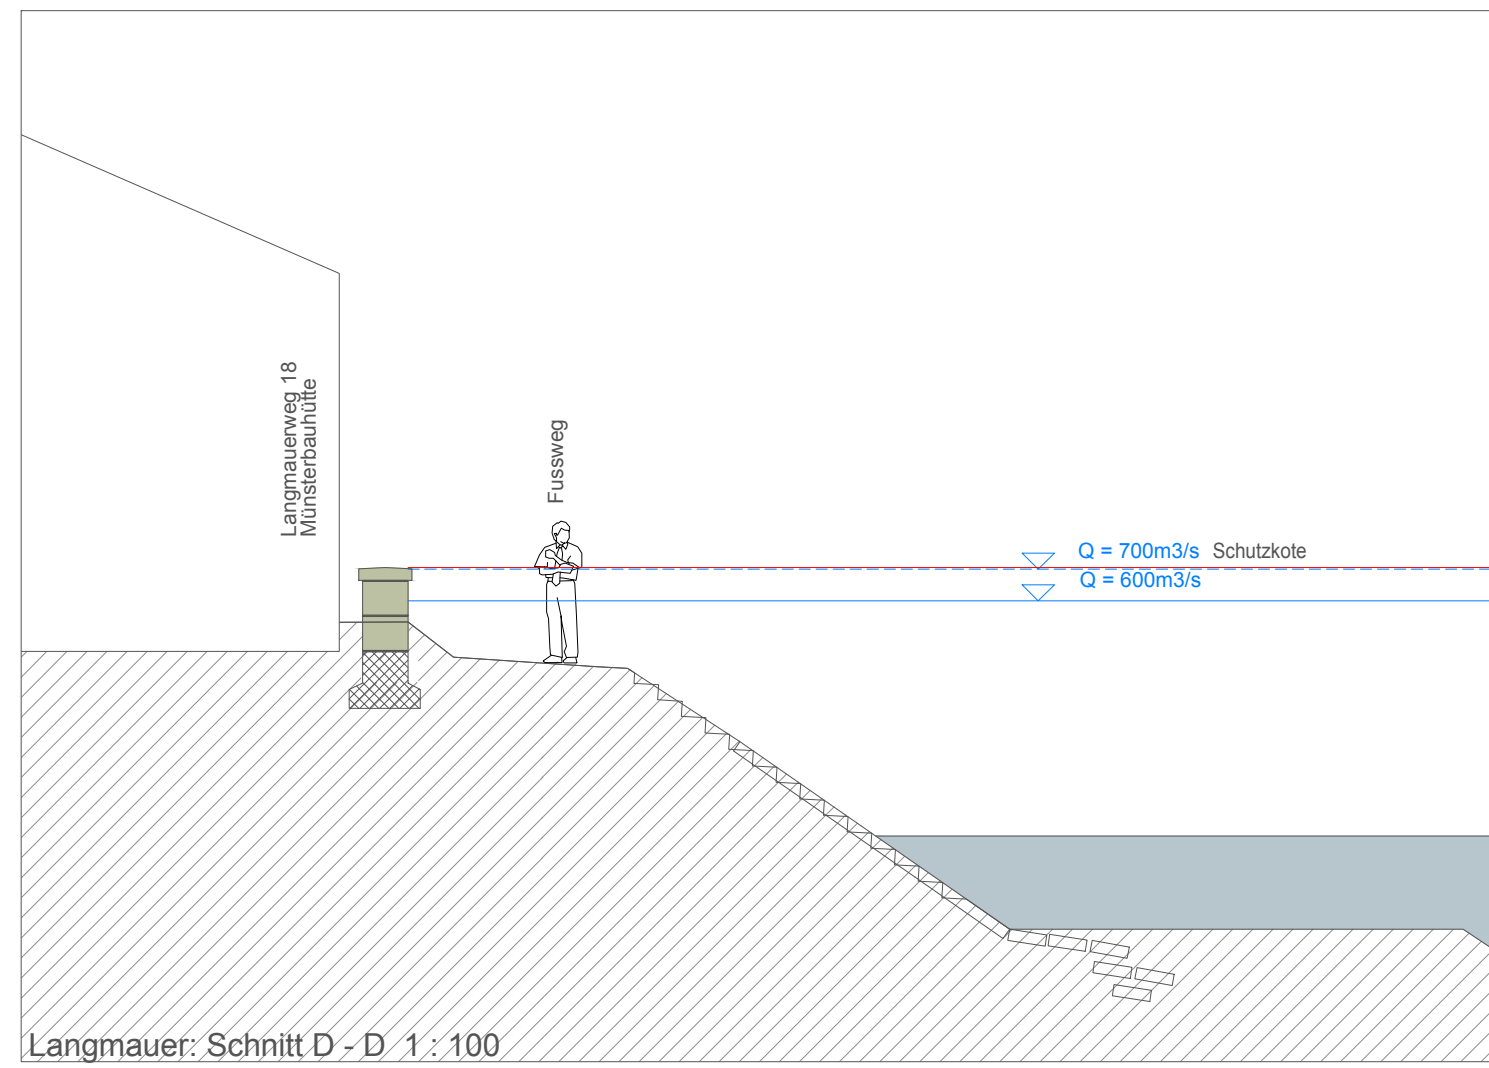 Langmauerweg 18
Münsterbauhütte
Fussweg
Q = 700m3/s Schutzkote
Q = 600m3/s
Langmauer: Schnitt D - D 1 : 100